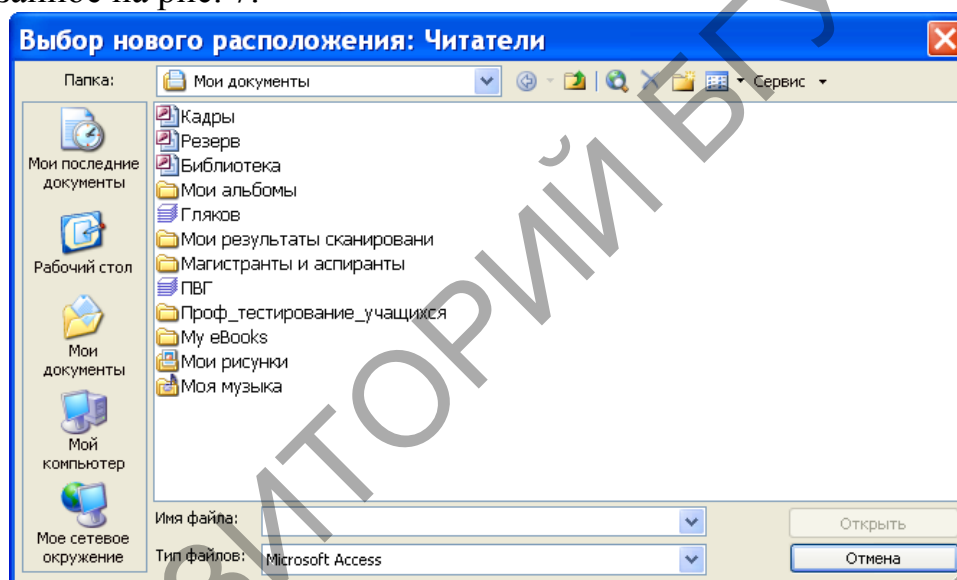 Выбор нового расположения: Читатели
Папка: Мои документы Сервис
Кадры
Резерв
Библиотека
Мои альбомы
Гляков
Мои результаты сканировани
Магистранты и аспиранты
ПВГ
Проф_тестирование_учащихся
My eBooks
Мои рисунки
Моя музыка
Мои последние
документы
Рабочий стол
Мои
документы
Мой
компьютер
Мое сетевое
окружение
Имя файла:
Открыть
Тип файлов: Microsoft Access
Отмена
ЗИТОРИЙ БГУ